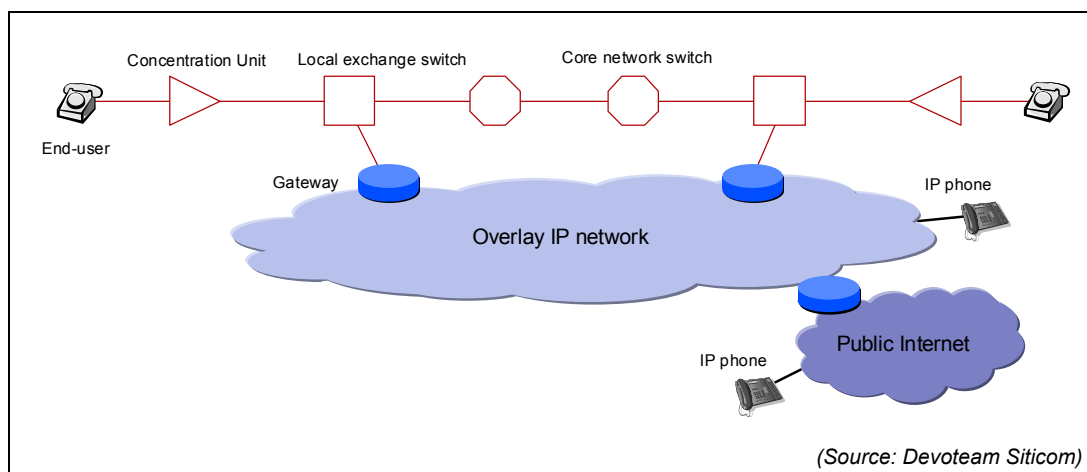 Concentration Unit
Local exchange switch
Core network switch
End-user
Gateway
IP phone
Overlay IP network
Public Internet
IP phone
(Source: Devoteam Siticom)